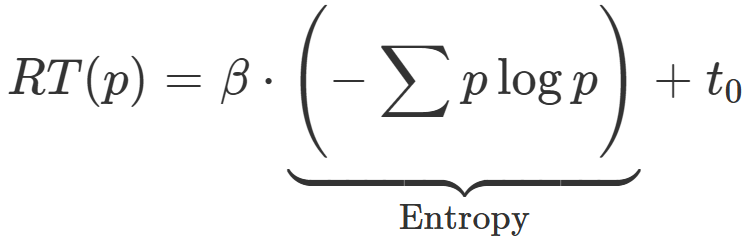 RT(p) = β · (− ∑ p log p) + t₀
Entropy